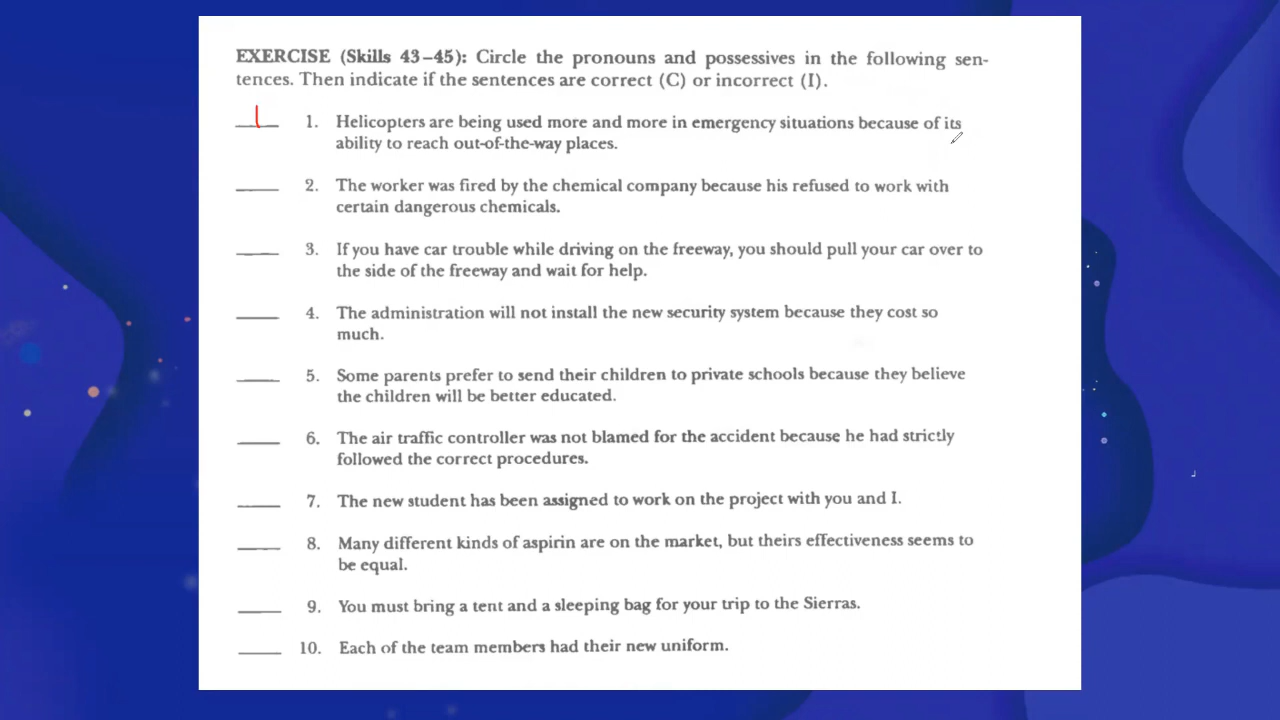 EXERCISE (Skills 43–45): Circle the pronouns and possessives in the following sen-
tences. Then indicate if the sentences are correct (C) or incorrect (I).
I 1. Helicopters are being used more and more in emergency situations because of its
ability to reach out-of-the-way places.
____ 2. The worker was fired by the chemical company because his refused to work with
certain dangerous chemicals.
____ 3. If you have car trouble while driving on the freeway, you should pull your car over to
the side of the freeway and wait for help.
____ 4. The administration will not install the new security system because they cost so
much.
____ 5. Some parents prefer to send their children to private schools because they believe
the children will be better educated.
____ 6. The air traffic controller was not blamed for the accident because he had strictly
followed the correct procedures.
____ 7. The new student has been assigned to work on the project with you and I.
____ 8. Many different kinds of aspirin are on the market, but theirs effectiveness seems to
be equal.
____ 9. You must bring a tent and a sleeping bag for your trip to the Sierras.
____ 10. Each of the team members had their new uniform.